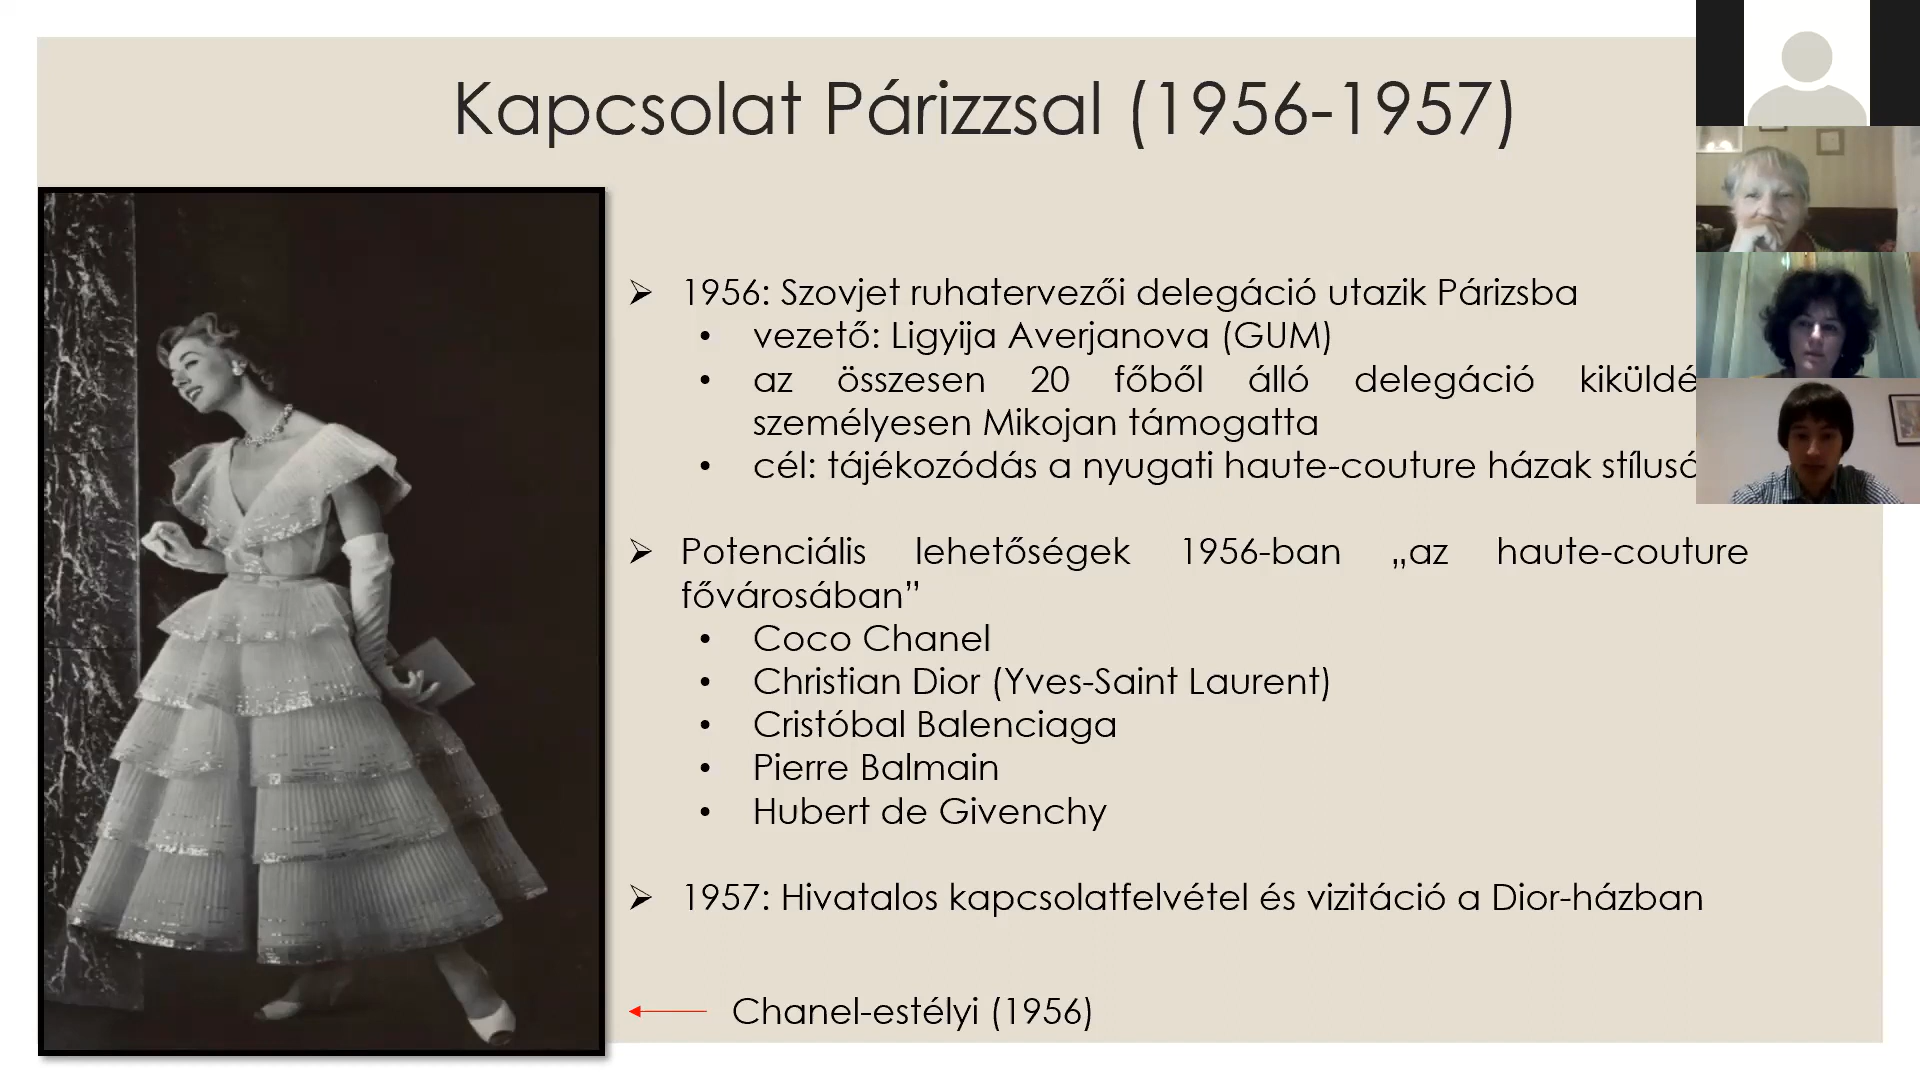 Kapcsolat Párizzsal (1956-1957)
1956: Szovjet ruhatervezői delegáció utazik Párizsba
vezető: Ligyija Averjanova (GUM)
az összesen 20 főből álló delegáció
személyesen Mikojan támogatta
cél: tájékozódás a nyugati haute-couture házak
Potenciális lehetőségek 1956-ban „az haute-couture
fővárosában”
Coco Chanel
Christian Dior (Yves-Saint Laurent)
Cristóbal Balenciaga
Pierre Balmain
Hubert de Givenchy
1957: Hivatalos kapcsolatfelvétel és vizitáció a Dior-házban
Chanel-estélyi (1956)